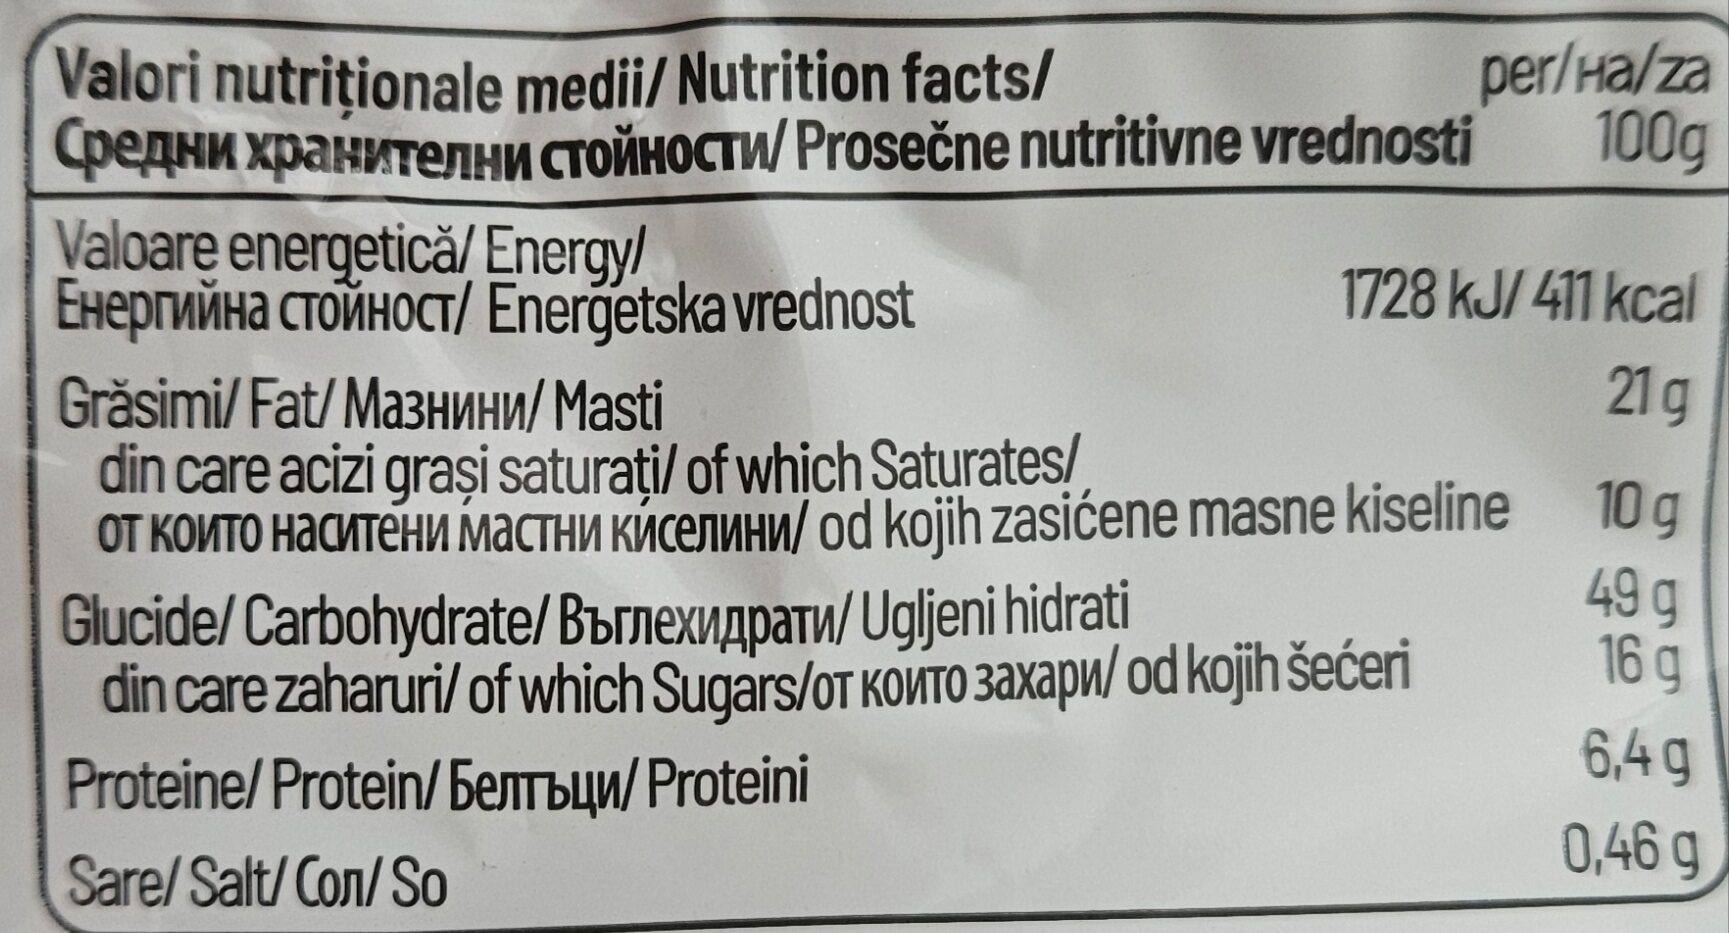 Valori nutriționale medii/ Nutrition facts/ per/на/za
Средни хранителни стойности/ Prosečne nutritivne vrednosti 100g
Valoare energetică/ Energy/
Енергийна стойност/ Energetska vrednost 1728 kJ/ 411 kcal
Grăsimi/ Fat/ Мазнини/ Masti 21 g
din care acizi grași saturați/ of which Saturates/
от които наситени мастни киселини/ od kojih zasićene masne kiseline 10 g
Glucide/ Carbohydrate/ Въглехидрати/ Ugljeni hidrati 49 g
din care zaharuri/ of which Sugars/от които захари/ od kojih šećeri 16 g
Proteine/ Protein/ Белтъци/ Proteini 6,4 g
Sare/ Salt/ Сол/ So 0,46 g